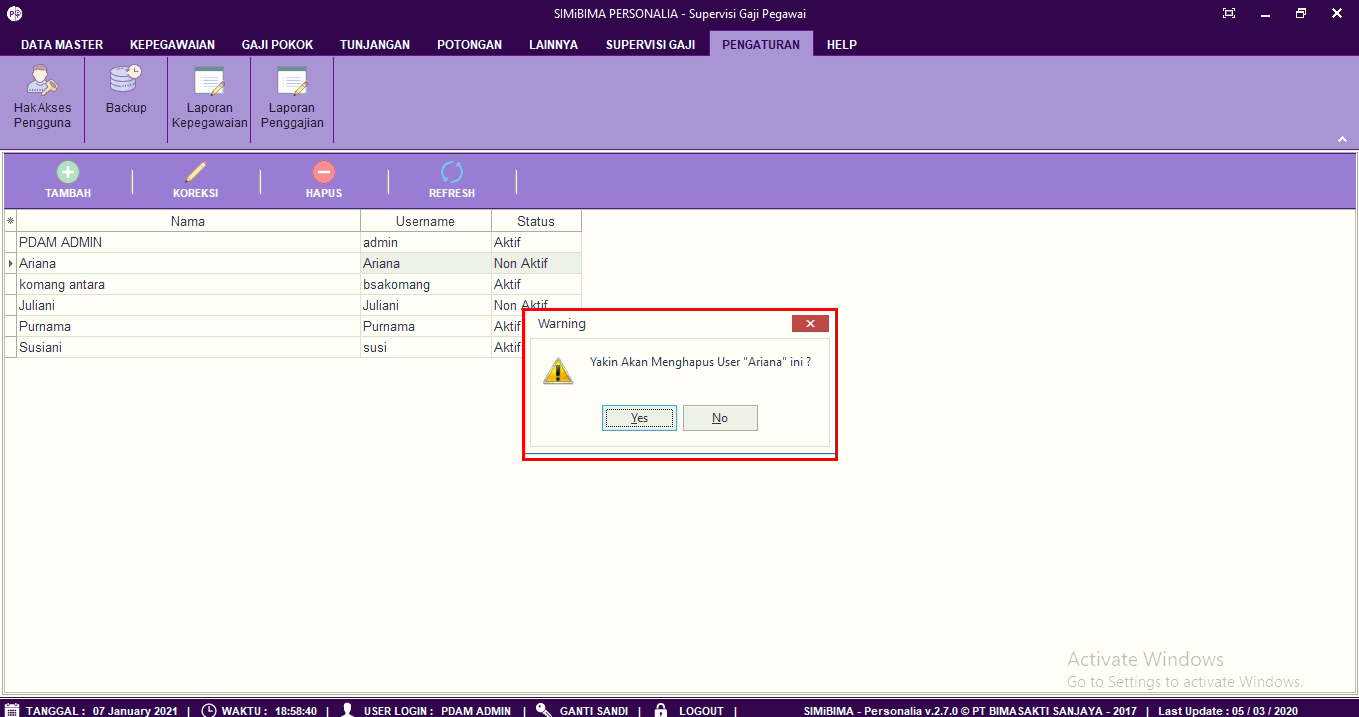 SIMiBIMA PERSONALIA - Supervisi Gaji Pegawai
DATA MASTER KEPEGAWAIAN GAJI POKOK TUNJANGAN POTONGAN LAINNYA SUPERVISI GAJI PENGATURAN HELP
Hak Akses Pengguna
Backup
Laporan Kepegawaian
Laporan Penggajian
TAMBAH KOREKSI HAPUS REFRESH
Nama Username Status
PDAM ADMIN admin Aktif
Ariana Ariana Non Aktif
komang antara bsakomang Aktif
Juliani Juliani Non Aktif
Purnama Purnama Aktif
Susiani susi Aktif
Warning
Yakin Akan Menghapus User "Ariana" ini ?
Yes No
Activate Windows
Go to Settings to activate Windows.
TANGGAL : 07 January 2021 | WAKTU : 18:58:40 | USER LOGIN : PDAM ADMIN | GANTI SANDI | LOGOUT | SIMiBIMA - Personalia v.2.7.0 © PT BIMASAKTI SANJAYA - 2017 | Last Update : 05 / 03 / 2020